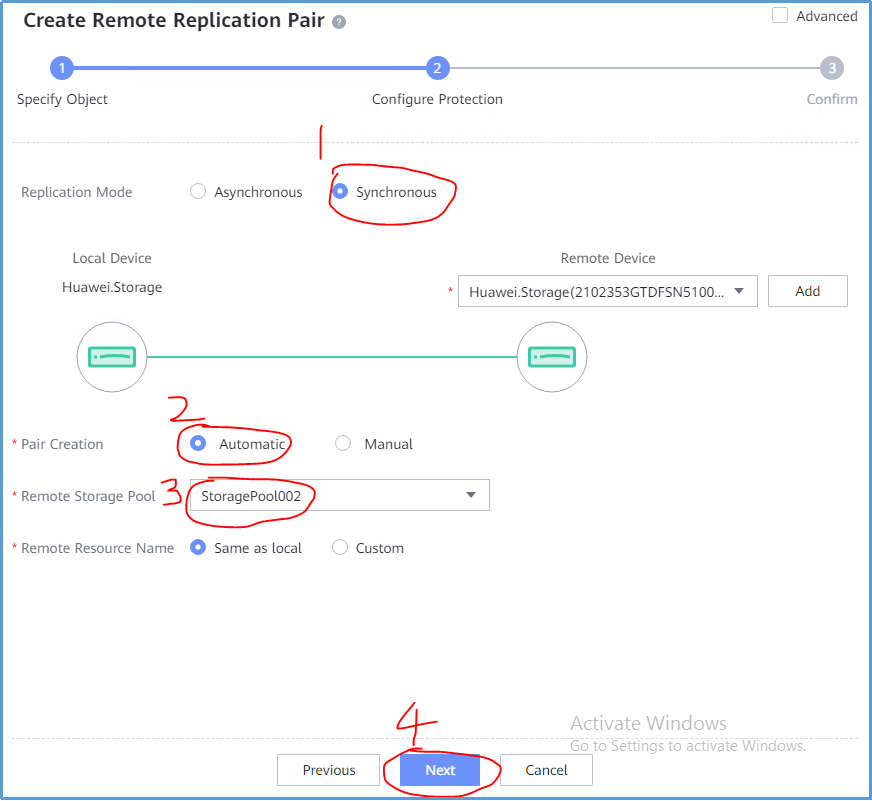 Create Remote Replication Pair ?
Advanced
1 2 3
Specify Object Configure Protection Confirm
1
Replication Mode Asynchronous Synchronous
Local Device Remote Device
Huawei.Storage * Huawei.Storage(2102353GTDFSN5100... Add
2
* Pair Creation Automatic Manual
* Remote Storage Pool 3 StoragePool002
* Remote Resource Name Same as local Custom
4
Activate Windows
Go to Settings to activate Windows.
Previous Next Cancel